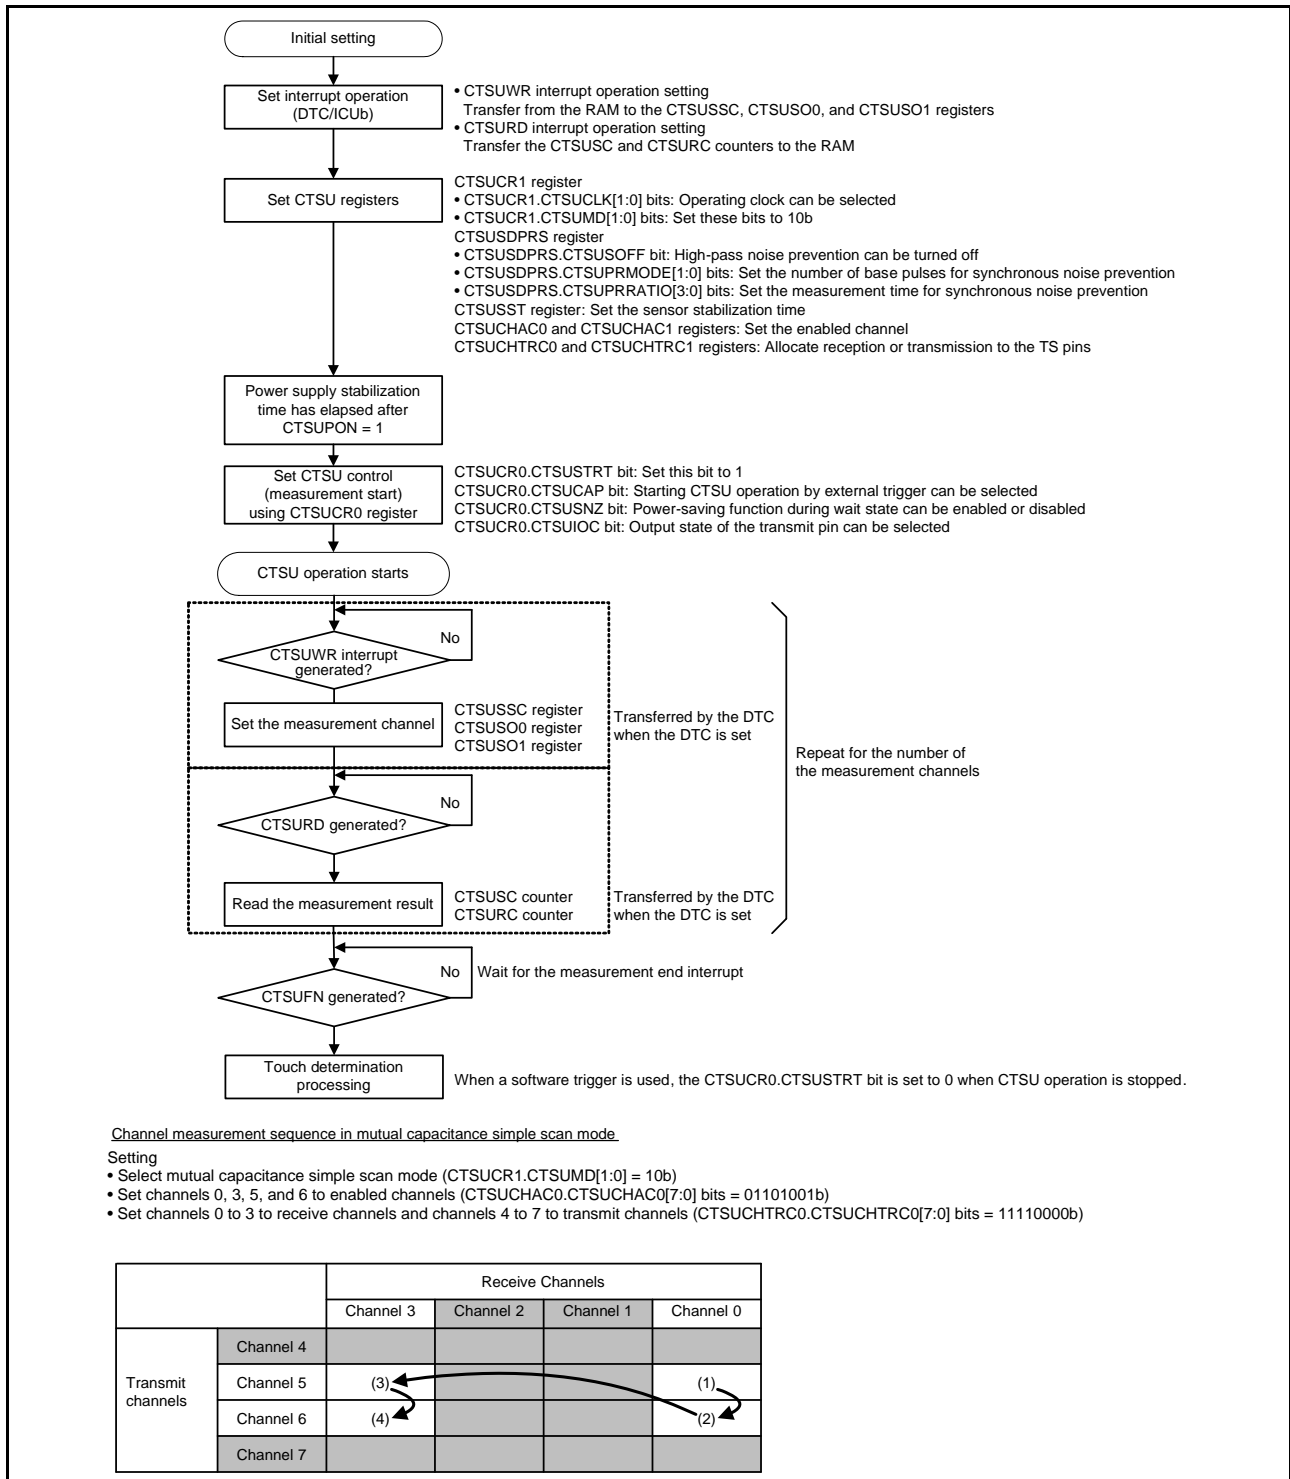 Initial setting
Set interrupt operation
(DTC/ICUb)
• CTSUWR interrupt operation setting
Transfer from the RAM to the CTSUSSC, CTSUSO0, and CTSUSO1 registers
• CTSURD interrupt operation setting
Transfer the CTSUSC and CTSURC counters to the RAM
Set CTSU registers
CTSUCR1 register
• CTSUCR1.CTSUCLK[1:0] bits: Operating clock can be selected
• CTSUCR1.CTSUMD[1:0] bits: Set these bits to 10b
CTSUSDPRS register
• CTSUSDPRS.CTSUSOFF bit: High-pass noise prevention can be turned off
• CTSUSDPRS.CTSUPRMODE[1:0] bits: Set the number of base pulses for synchronous noise prevention
• CTSUSDPRS.CTSUPRRATIO[3:0] bits: Set the measurement time for synchronous noise prevention
CTSUSST register: Set the sensor stabilization time
CTSUCHAC0 and CTSUCHAC1 registers: Set the enabled channel
CTSUCHTRC0 and CTSUCHTRC1 registers: Allocate reception or transmission to the TS pins
Power supply stabilization
time has elapsed after
CTSUPON = 1
Set CTSU control
(measurement start)
using CTSUCR0 register
CTSUCR0.CTSUSTRT bit: Set this bit to 1
CTSUCR0.CTSUCAP bit: Starting CTSU operation by external trigger can be selected
CTSUCR0.CTSUSNZ bit: Power-saving function during wait state can be enabled or disabled
CTSUCR0.CTSUIOC bit: Output state of the transmit pin can be selected
CTSU operation starts
No
CTSUWR interrupt
generated?
Set the measurement channel
CTSUSSC register
CTSUSO0 register
CTSUSO1 register
Transferred by the DTC
when the DTC is set
Repeat for the number of
the measurement channels
No
CTSURD generated?
Read the measurement result
CTSUSC counter
CTSURC counter
Transferred by the DTC
when the DTC is set
No
Wait for the measurement end interrupt
CTSUFN generated?
Touch determination
processing
When a software trigger is used, the CTSUCR0.CTSUSTRT bit is set to 0 when CTSU operation is stopped.
Channel measurement sequence in mutual capacitance simple scan mode
Setting
• Select mutual capacitance simple scan mode (CTSUCR1.CTSUMD[1:0] = 10b)
• Set channels 0, 3, 5, and 6 to enabled channels (CTSUCHAC0.CTSUCHAC0[7:0] bits = 01101001b)
• Set channels 0 to 3 to receive channels and channels 4 to 7 to transmit channels (CTSUCHTRC0.CTSUCHTRC0[7:0] bits = 11110000b)
Receive Channels
Channel 3 Channel 2 Channel 1 Channel 0
Transmit
channels
Channel 4
Channel 5 (3) (1)
Channel 6 (4) (2)
Channel 7